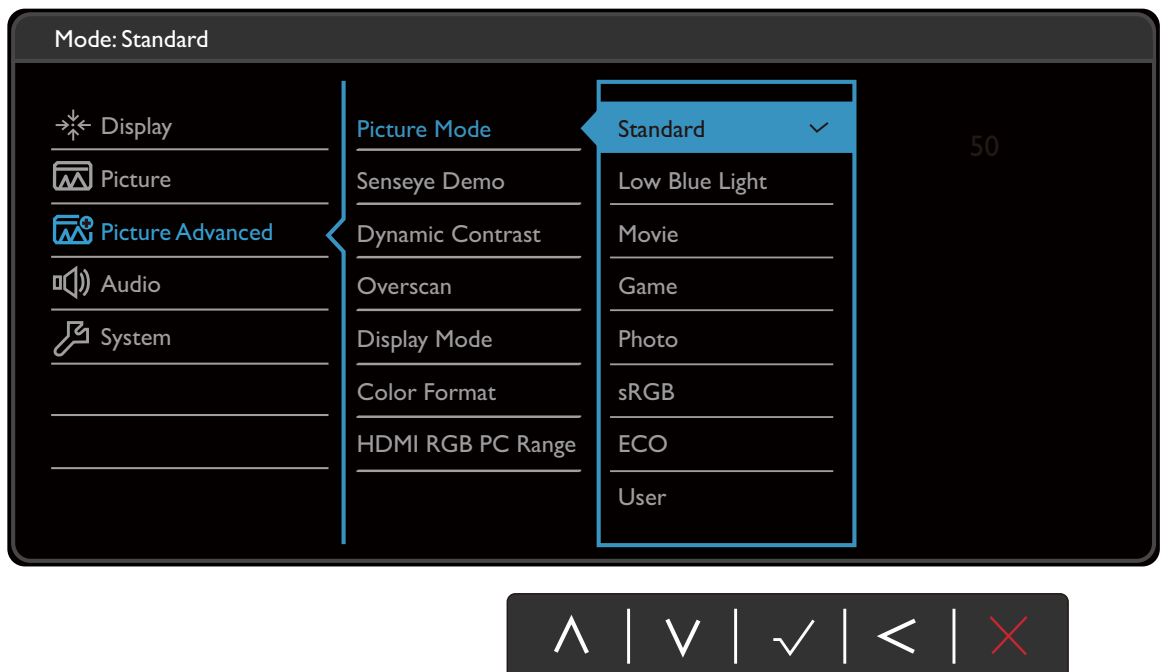 Mode: Standard
Display
Picture
Picture Advanced
Audio
System
Picture Mode
Senseye Demo
Dynamic Contrast
Overscan
Display Mode
Color Format
HDMI RGB PC Range
Standard
Low Blue Light
Movie
Game
Photo
sRGB
ECO
User
50